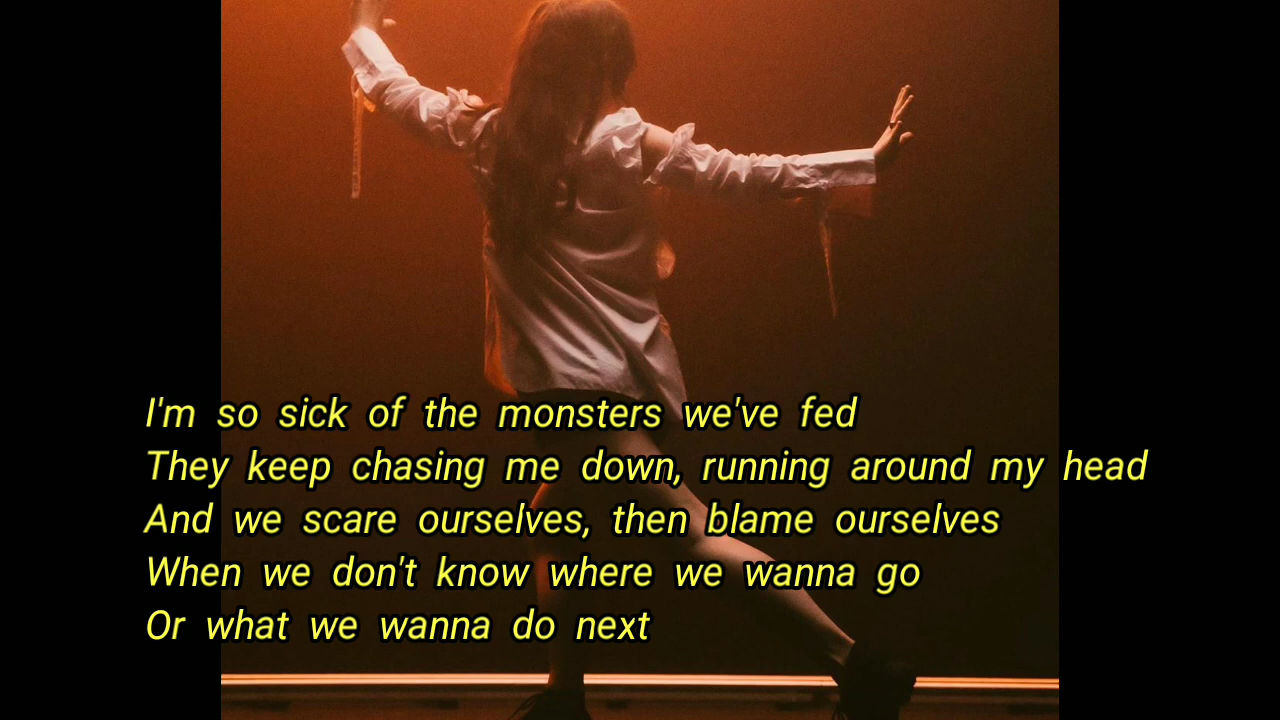 I'm so sick of the monsters we've fed
They keep chasing me down, running around my head
And we scare ourselves, then blame ourselves
When we don't know where we wanna go
Or what we wanna do next